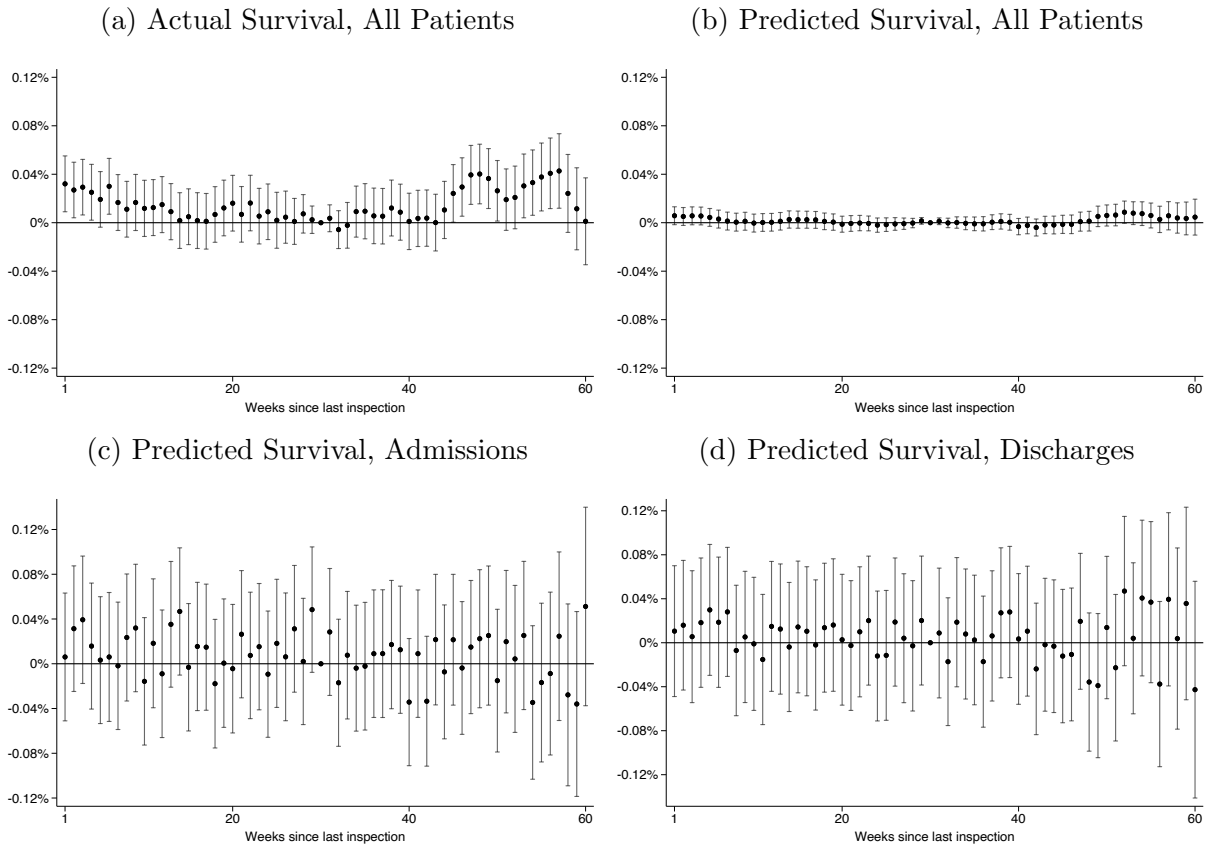 (a) Actual Survival, All Patients
0.12%
0.08%
0.04%
0%
-0.04%
-0.08%
-0.12%
1 20 40 60
Weeks since last inspection
(b) Predicted Survival, All Patients
0.12%
0.08%
0.04%
0%
-0.04%
-0.08%
-0.12%
1 20 40 60
Weeks since last inspection
(c) Predicted Survival, Admissions
0.12%
0.08%
0.04%
0%
-0.04%
-0.08%
-0.12%
1 20 40 60
Weeks since last inspection
(d) Predicted Survival, Discharges
0.12%
0.08%
0.04%
0%
-0.04%
-0.08%
-0.12%
1 20 40 60
Weeks since last inspection